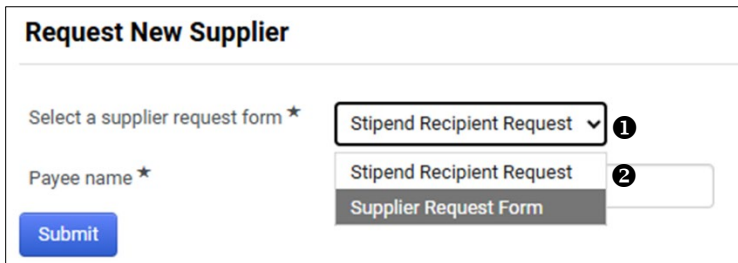 Request New Supplier
Select a supplier request form ★ Stipend Recipient Request ❶
Payee name ★ Stipend Recipient Request ❷
Supplier Request Form
Submit